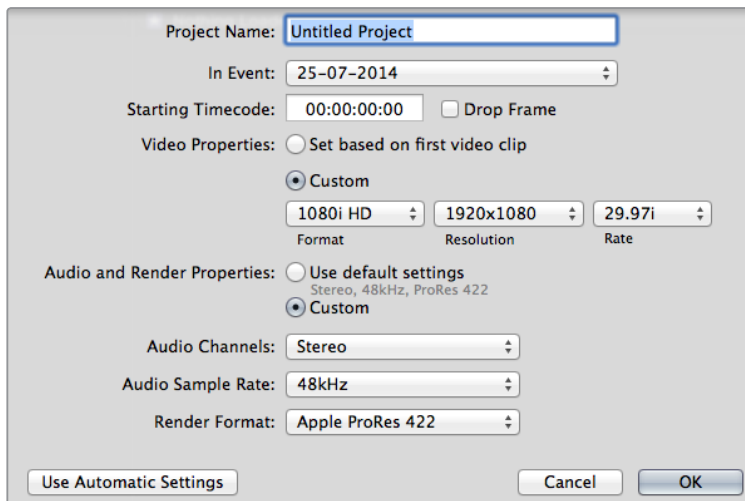 Project Name: Untitled Project
In Event: 25-07-2014
Starting Timecode: 00:00:00:00 Drop Frame
Video Properties: Set based on first video clip
Custom
1080i HD 1920x1080 29.97i
Format Resolution Rate
Audio and Render Properties: Use default settings
Stereo, 48kHz, ProRes 422
Custom
Audio Channels: Stereo
Audio Sample Rate: 48kHz
Render Format: Apple ProRes 422
Use Automatic Settings Cancel OK